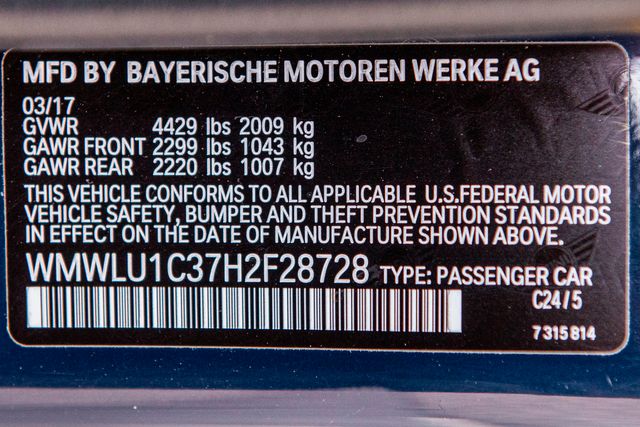 MFD BY BAYERISCHE MOTOREN WERKE AG
03/17
GVWR 4429 lbs 2009 kg
GAWR FRONT 2299 lbs 1043 kg
GAWR REAR 2220 lbs 1007 kg
THIS VEHICLE CONFORMS TO ALL APPLICABLE U.S.FEDERAL MOTOR
VEHICLE SAFETY, BUMPER AND THEFT PREVENTION STANDARDS
IN EFFECT ON THE DATE OF MANUFACTURE SHOWN ABOVE.
WMWLU1C37H2F28728 TYPE: PASSENGER CAR
C24/5
7315814